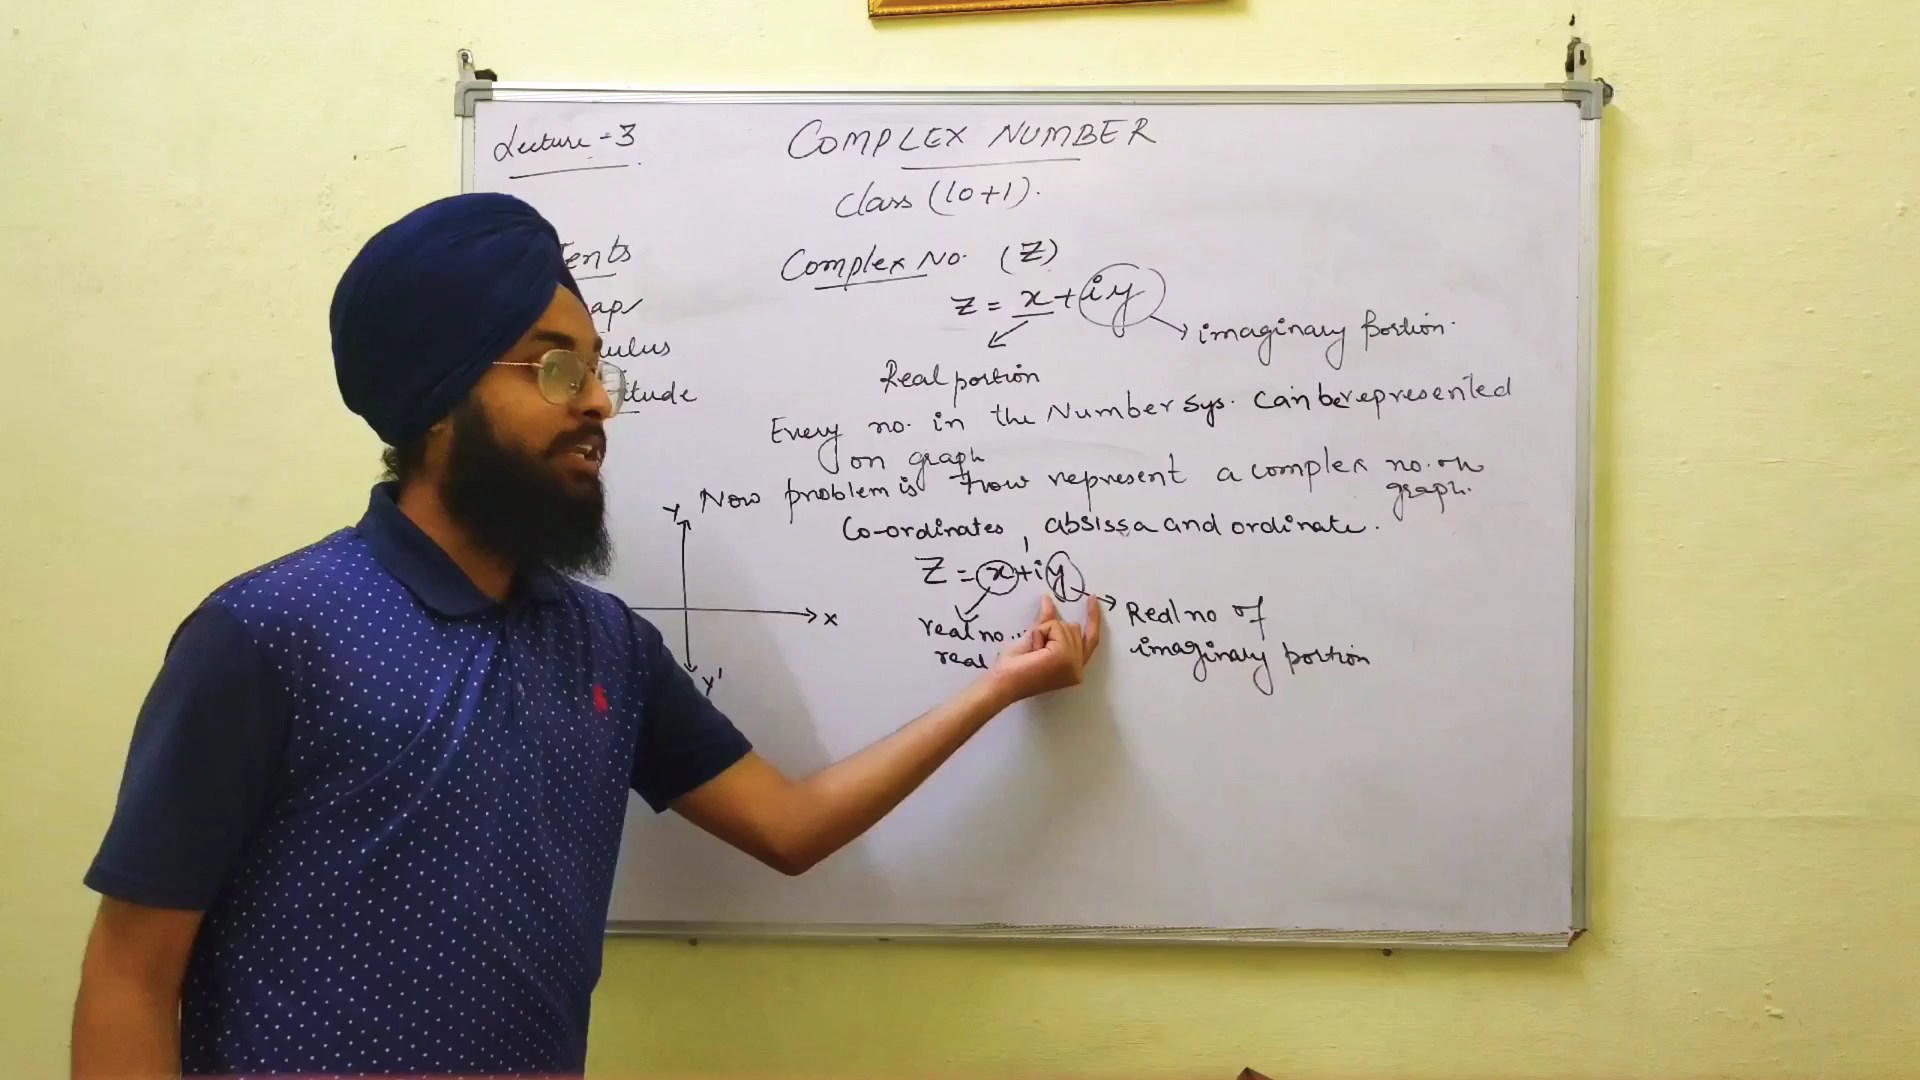 Lecture - 3
COMPLEX NUMBER
Class (10+1).
Complex No. (Z)
Z = x + iy
imaginary portion.
Real portion
Every no. in the Number Sys. can be represented
on graph
Now problem is How represent a complex no. on
graph.
Co-ordinates, absissa and ordinate.
Z = x + iy
real no...
real
Real no of
imaginary portion
Y
X
Y'